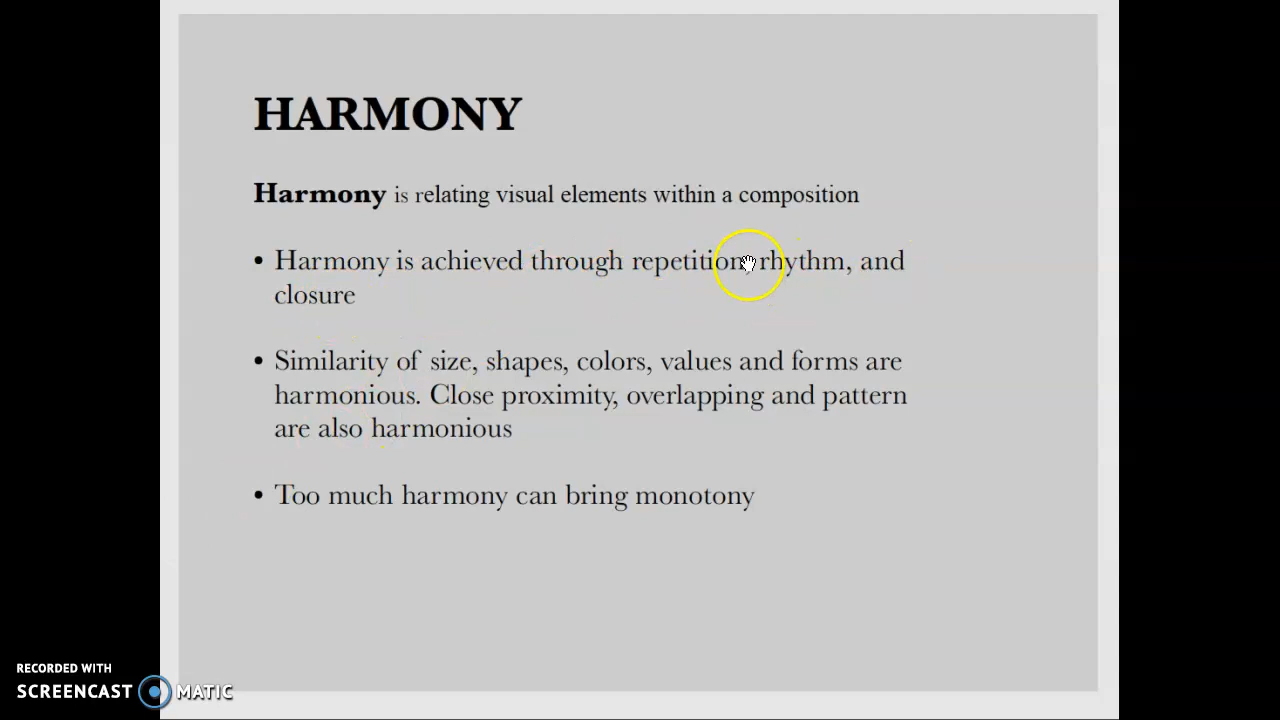 HARMONY
Harmony is relating visual elements within a composition
• Harmony is achieved through repetition, rhythm, and
closure
• Similarity of size, shapes, colors, values and forms are
harmonious. Close proximity, overlapping and pattern
are also harmonious
• Too much harmony can bring monotony
RECORDED WITH
SCREENCAST MATIC